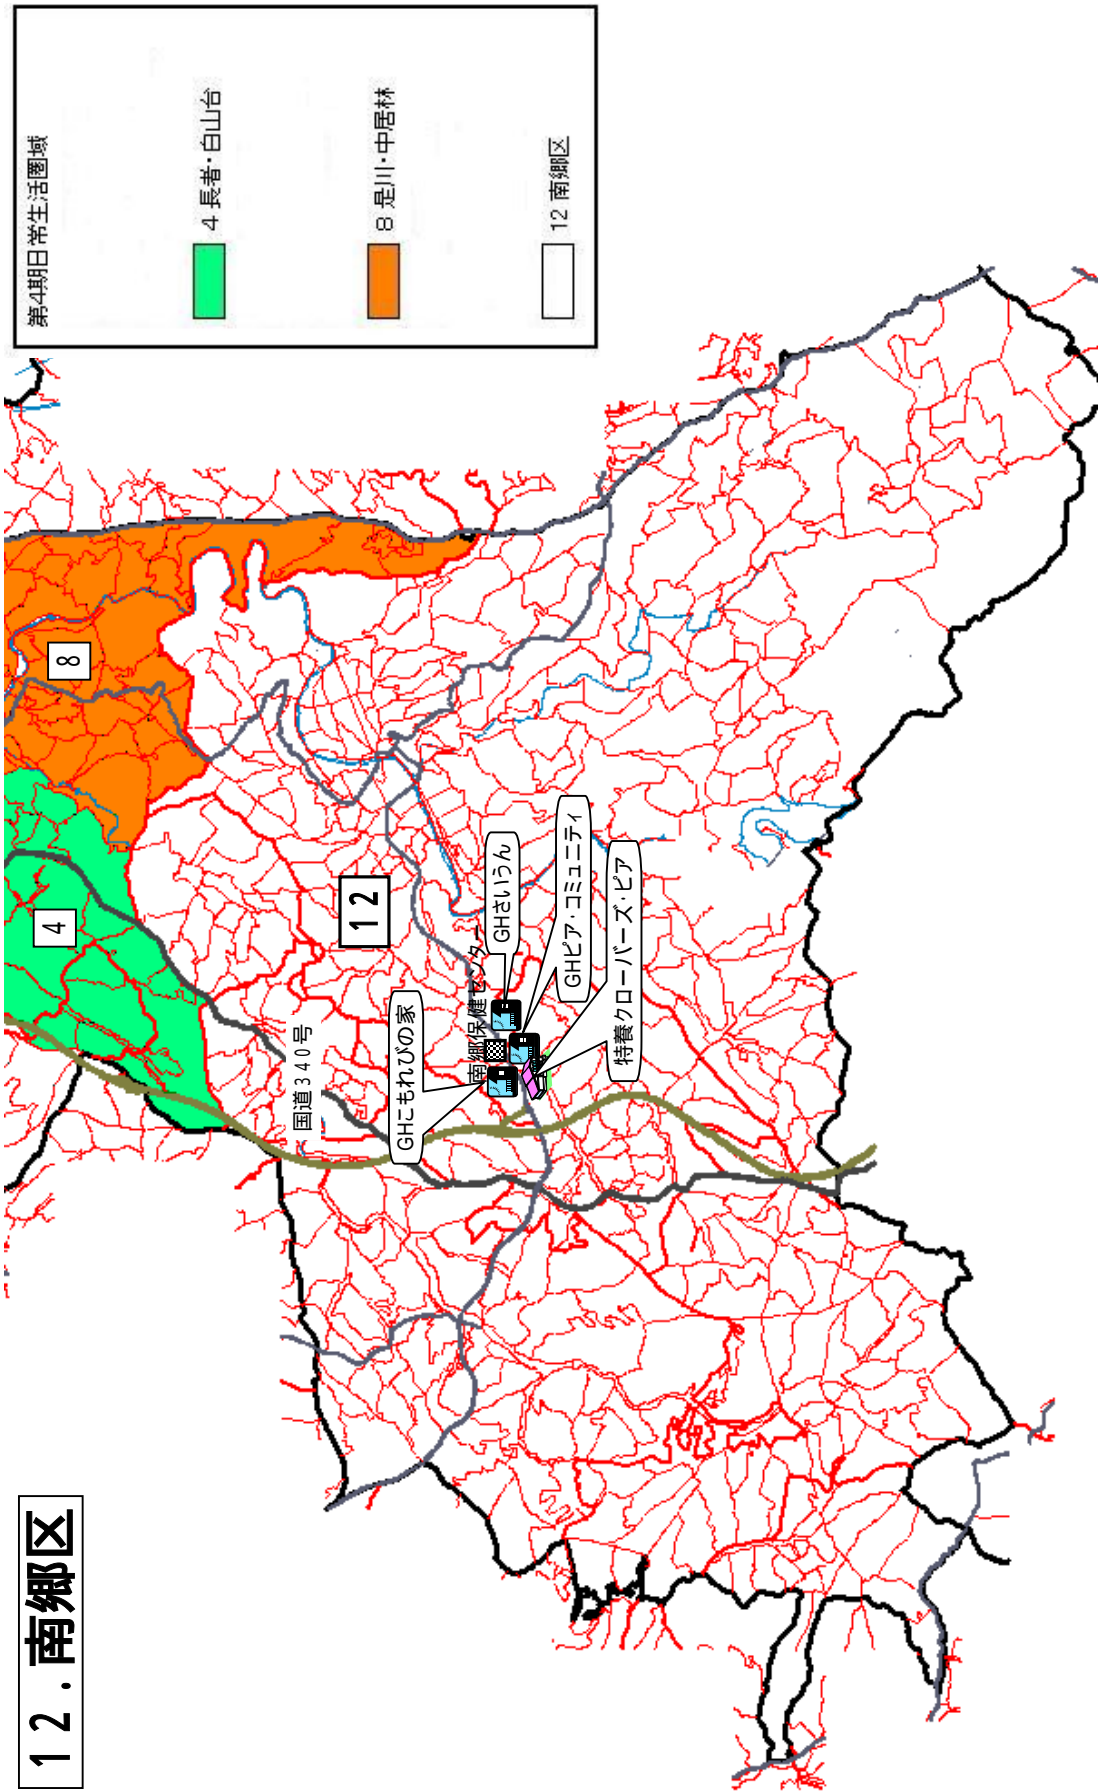 12.南郷区
第4期日常生活圏域
4 長者・白山台
8 是川・中居林
12 南郷区
8
4
12
国道340号
GHこもれびの家
南郷保健センター
GHさいうん
GHピア・コミュニティ
特養クローバーズ・ピア